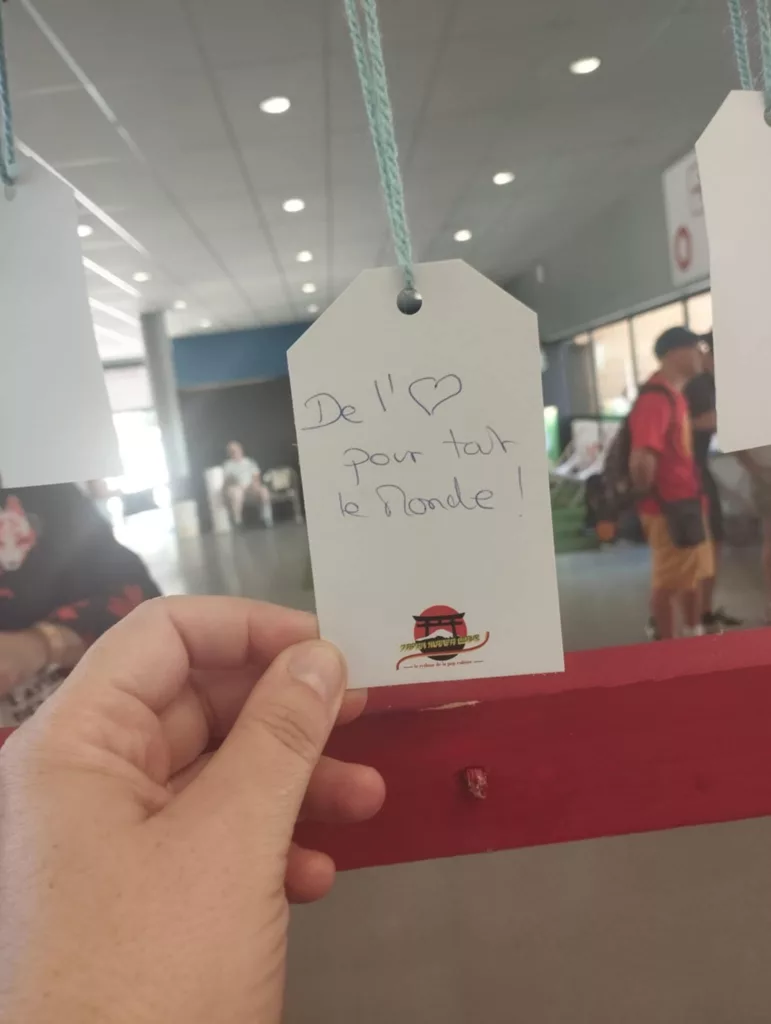 De l'♡
pour tout
le Monde !